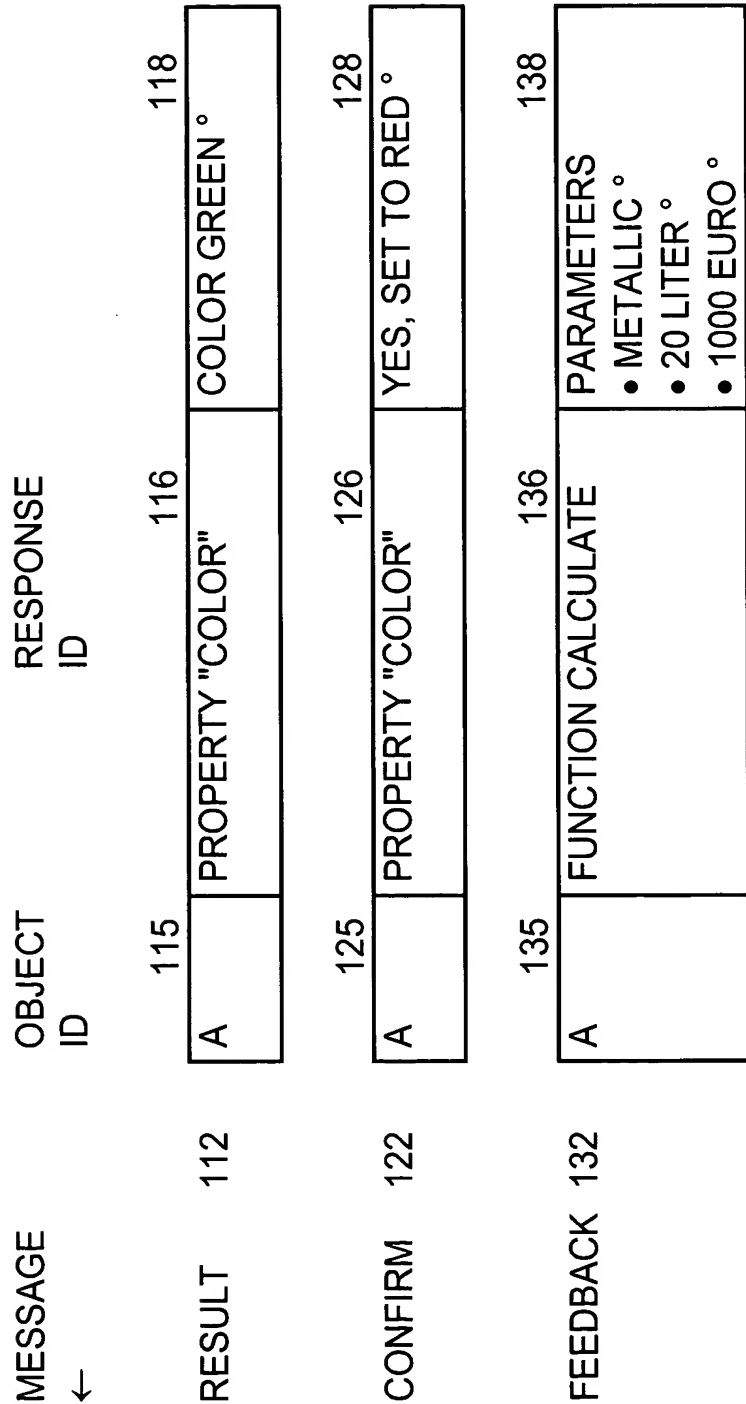 MESSAGE OBJECT RESPONSE
← ID ID
115 116 118
RESULT 112 A PROPERTY "COLOR" COLOR GREEN °
125 126 128
CONFIRM 122 A PROPERTY "COLOR" YES, SET TO RED °
135 136 138
FEEDBACK 132 A FUNCTION CALCULATE PARAMETERS
• METALLIC °
• 20 LITER °
• 1000 EURO °